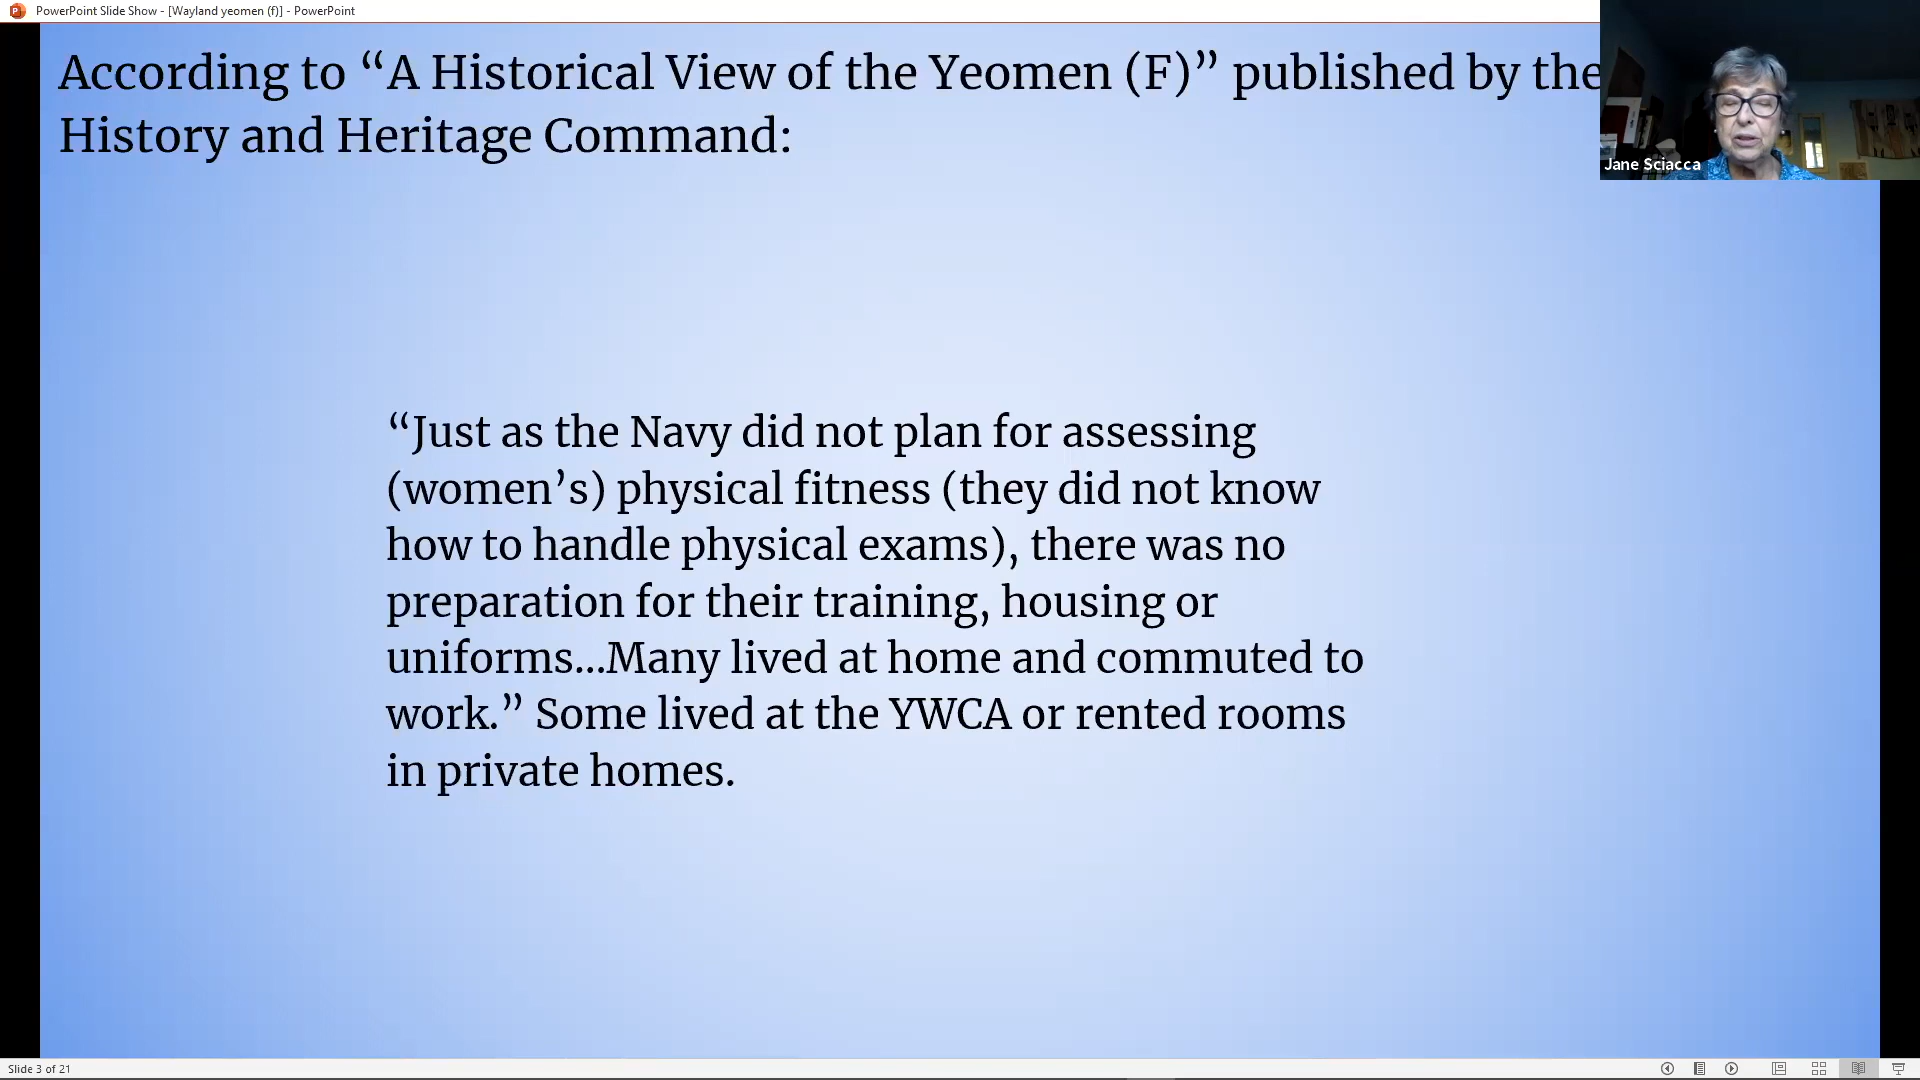 PowerPoint Slide Show - [Wayland yeomen (f)] - PowerPoint
According to “A Historical View of the Yeomen (F)” published by the
History and Heritage Command:
Jane Sciacca
“Just as the Navy did not plan for assessing
(women’s) physical fitness (they did not know
how to handle physical exams), there was no
preparation for their training, housing or
uniforms...Many lived at home and commuted to
work.” Some lived at the YWCA or rented rooms
in private homes.
Slide 3 of 21